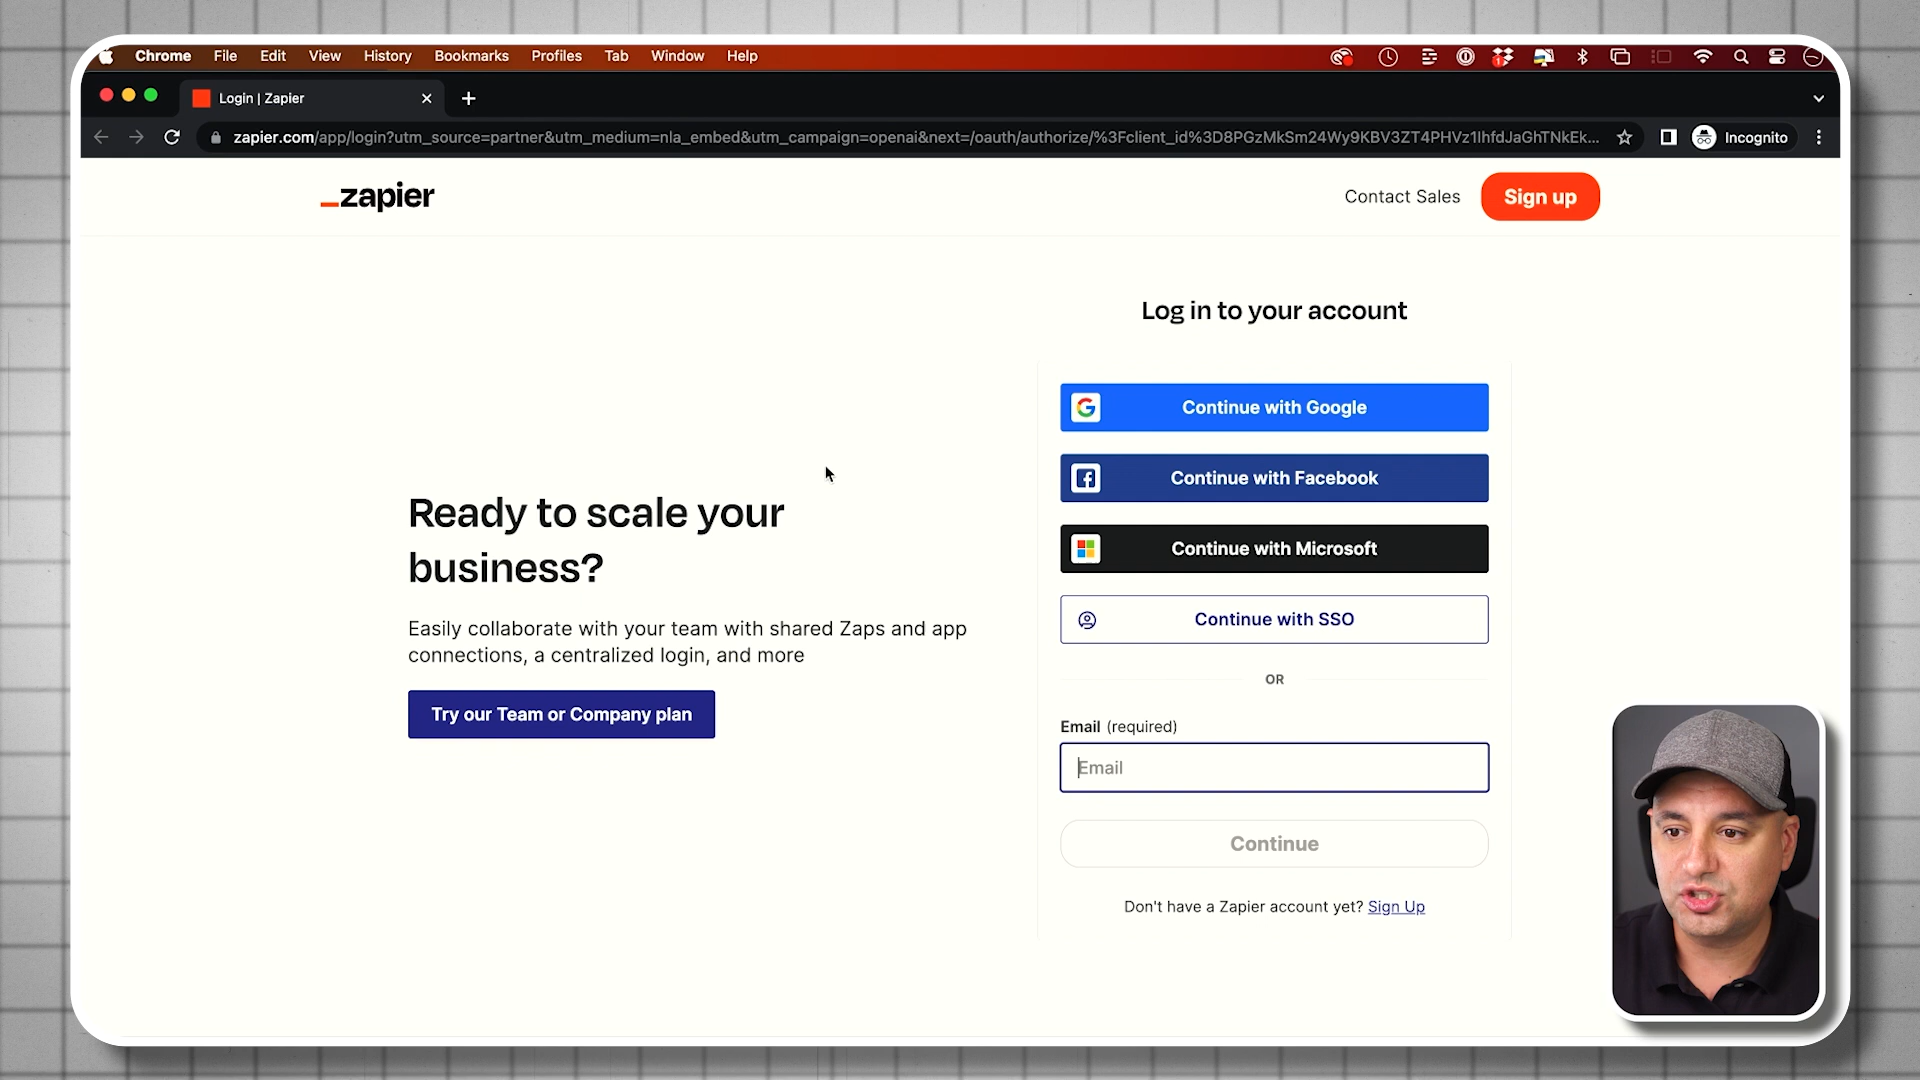 Chrome File Edit View History Bookmarks Profiles Tab Window Help
Login | Zapier
zapier.com/app/login?utm_source=partner&utm_medium=nla_embed&utm_campaign=openai&next=/oauth/authorize/%3Fclient_id%3D8PGzMkSm24Wy9KBV3ZT4PHVz1lhfdJaGhTNkEk...
Incognito
zapier
Contact Sales
Sign up
Log in to your account
Continue with Google
Continue with Facebook
Continue with Microsoft
Continue with SSO
OR
Email (required)
Email
Continue
Don't have a Zapier account yet? Sign Up
Ready to scale your
business?
Easily collaborate with your team with shared Zaps and app
connections, a centralized login, and more
Try our Team or Company plan